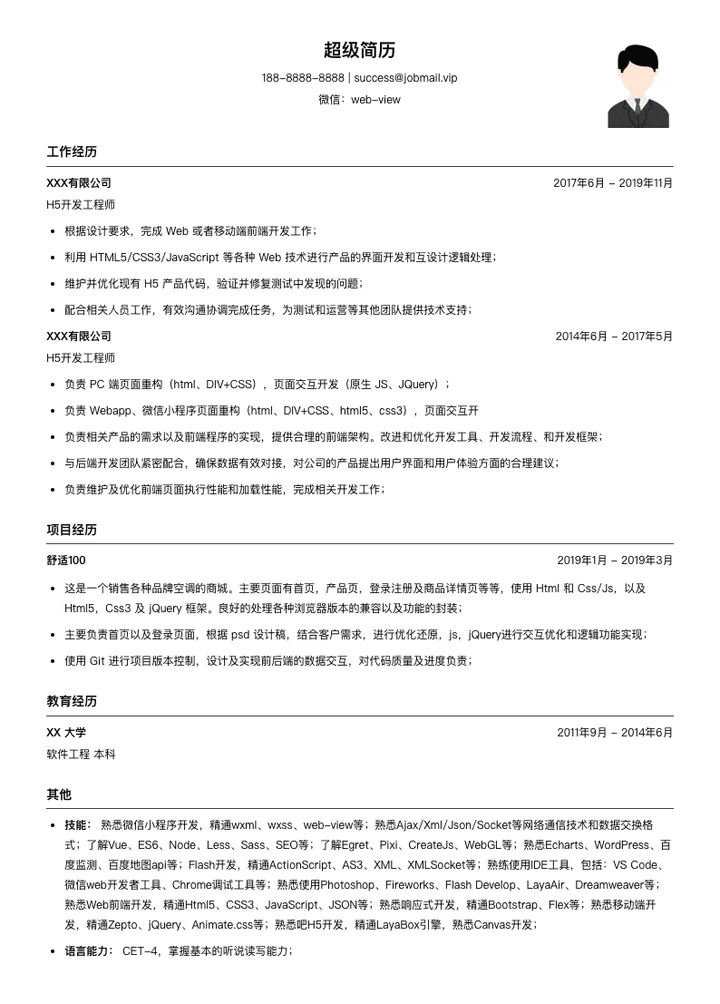 超级简历
188-8888-8888 | success@jobmail.vip
微信：web-view
工作经历
XXX有限公司 2017年6月 - 2019年11月
H5开发工程师
• 根据设计要求，完成 Web 或者移动端前端开发工作；
• 利用 HTML5/CSS3/JavaScript 等各种 Web 技术进行产品的界面开发和互设计逻辑处理；
• 维护并优化现有 H5 产品代码，验证并修复测试中发现的问题；
• 配合相关人员工作，有效沟通协调完成任务，为测试和运营等其他团队提供技术支持；
XXX有限公司 2014年6月 - 2017年5月
H5开发工程师
• 负责 PC 端页面重构（html、DIV+CSS），页面交互开发（原生 JS、JQuery）；
• 负责 Webapp、微信小程序页面重构（html、DIV+CSS、html5、css3），页面交互开
• 负责相关产品的需求以及前端程序的实现，提供合理的前端架构。改进和优化开发工具、开发流程、和开发框架；
• 与后端开发团队紧密配合，确保数据有效对接，对公司的产品提出用户界面和用户体验方面的合理建议；
• 负责维护及优化前端页面执行性能和加载性能，完成相关开发工作；
项目经历
舒适100 2019年1月 - 2019年3月
• 这是一个销售各种品牌空调的商城。主要页面有首页，产品页，登录注册及商品详情页等等，使用 Html 和 Css/Js，以及
Html5，Css3 及 jQuery 框架。良好的处理各种浏览器版本的兼容以及功能的封装；
• 主要负责首页以及登录页面，根据 psd 设计稿，结合客户需求，进行优化还原，js，jQuery进行交互优化和逻辑功能实现；
• 使用 Git 进行项目版本控制，设计及实现前后端的数据交互，对代码质量及进度负责；
教育经历
XX 大学 2011年9月 - 2014年6月
软件工程 本科
其他
• 技能： 熟悉微信小程序开发，精通wxml、wxss、web-view等；熟悉Ajax/Xml/Json/Socket等网络通信技术和数据交换格
式；了解Vue、ES6、Node、Less、Sass、SEO等；了解Egret、Pixi、CreateJs、WebGL等；熟悉Echarts、WordPress、百
度监测、百度地图api等；Flash开发，精通ActionScript、AS3、XML、XMLSocket等；熟练使用IDE工具，包括：VS Code、
微信web开发者工具、Chrome调试工具等；熟悉使用Photoshop、Fireworks、Flash Develop、LayaAir、Dreamweaver等；
熟悉Web前端开发，精通Html5、CSS3、JavaScript、JSON等；熟悉响应式开发，精通Bootstrap、Flex等；熟悉移动端开
发，精通Zepto、jQuery、Animate.css等；熟悉吧H5开发，精通LayaBox引擎，熟悉Canvas开发；
• 语言能力： CET-4，掌握基本的听说读写能力；